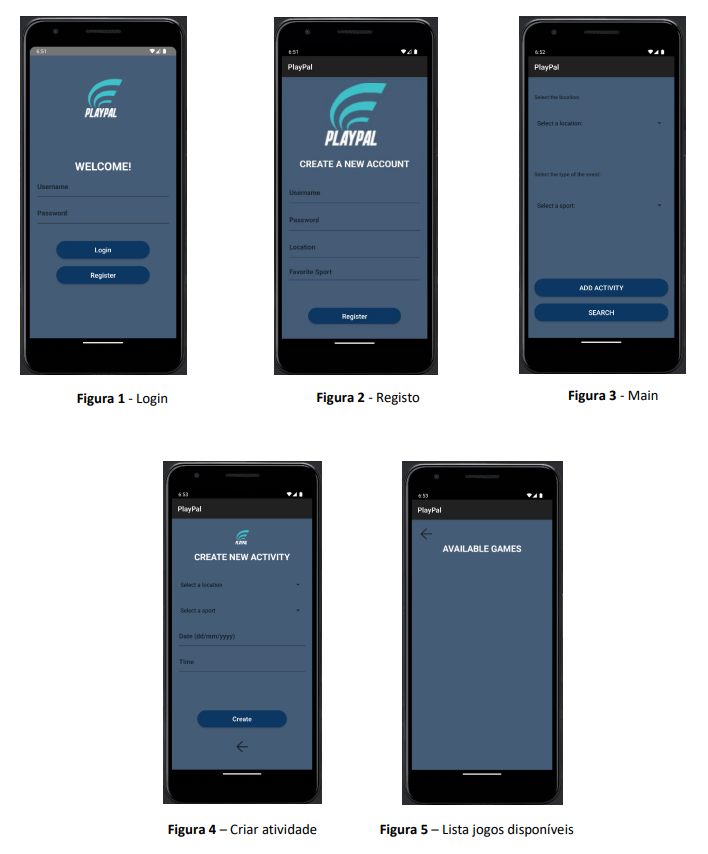 6:51
PLAYPAL
WELCOME!
Username
Password
Login
Register
Figura 1 - Login
6:51
PlayPal
PLAYPAL
CREATE A NEW ACCOUNT
Username
Password
Location
Favorite Sport
Register
Figura 2 - Registo
6:52
PlayPal
Select the location:
Select a location:
Select the type of the event:
Select a sport:
ADD ACTIVITY
SEARCH
Figura 3 - Main
6:53
PlayPal
PLAYPAL
CREATE NEW ACTIVITY
Select a location
Select a sport
Date (dd/mm/yyyy)
Time
Create
Figura 4 – Criar atividade
6:53
PlayPal
AVAILABLE GAMES
Figura 5 – Lista jogos disponíveis